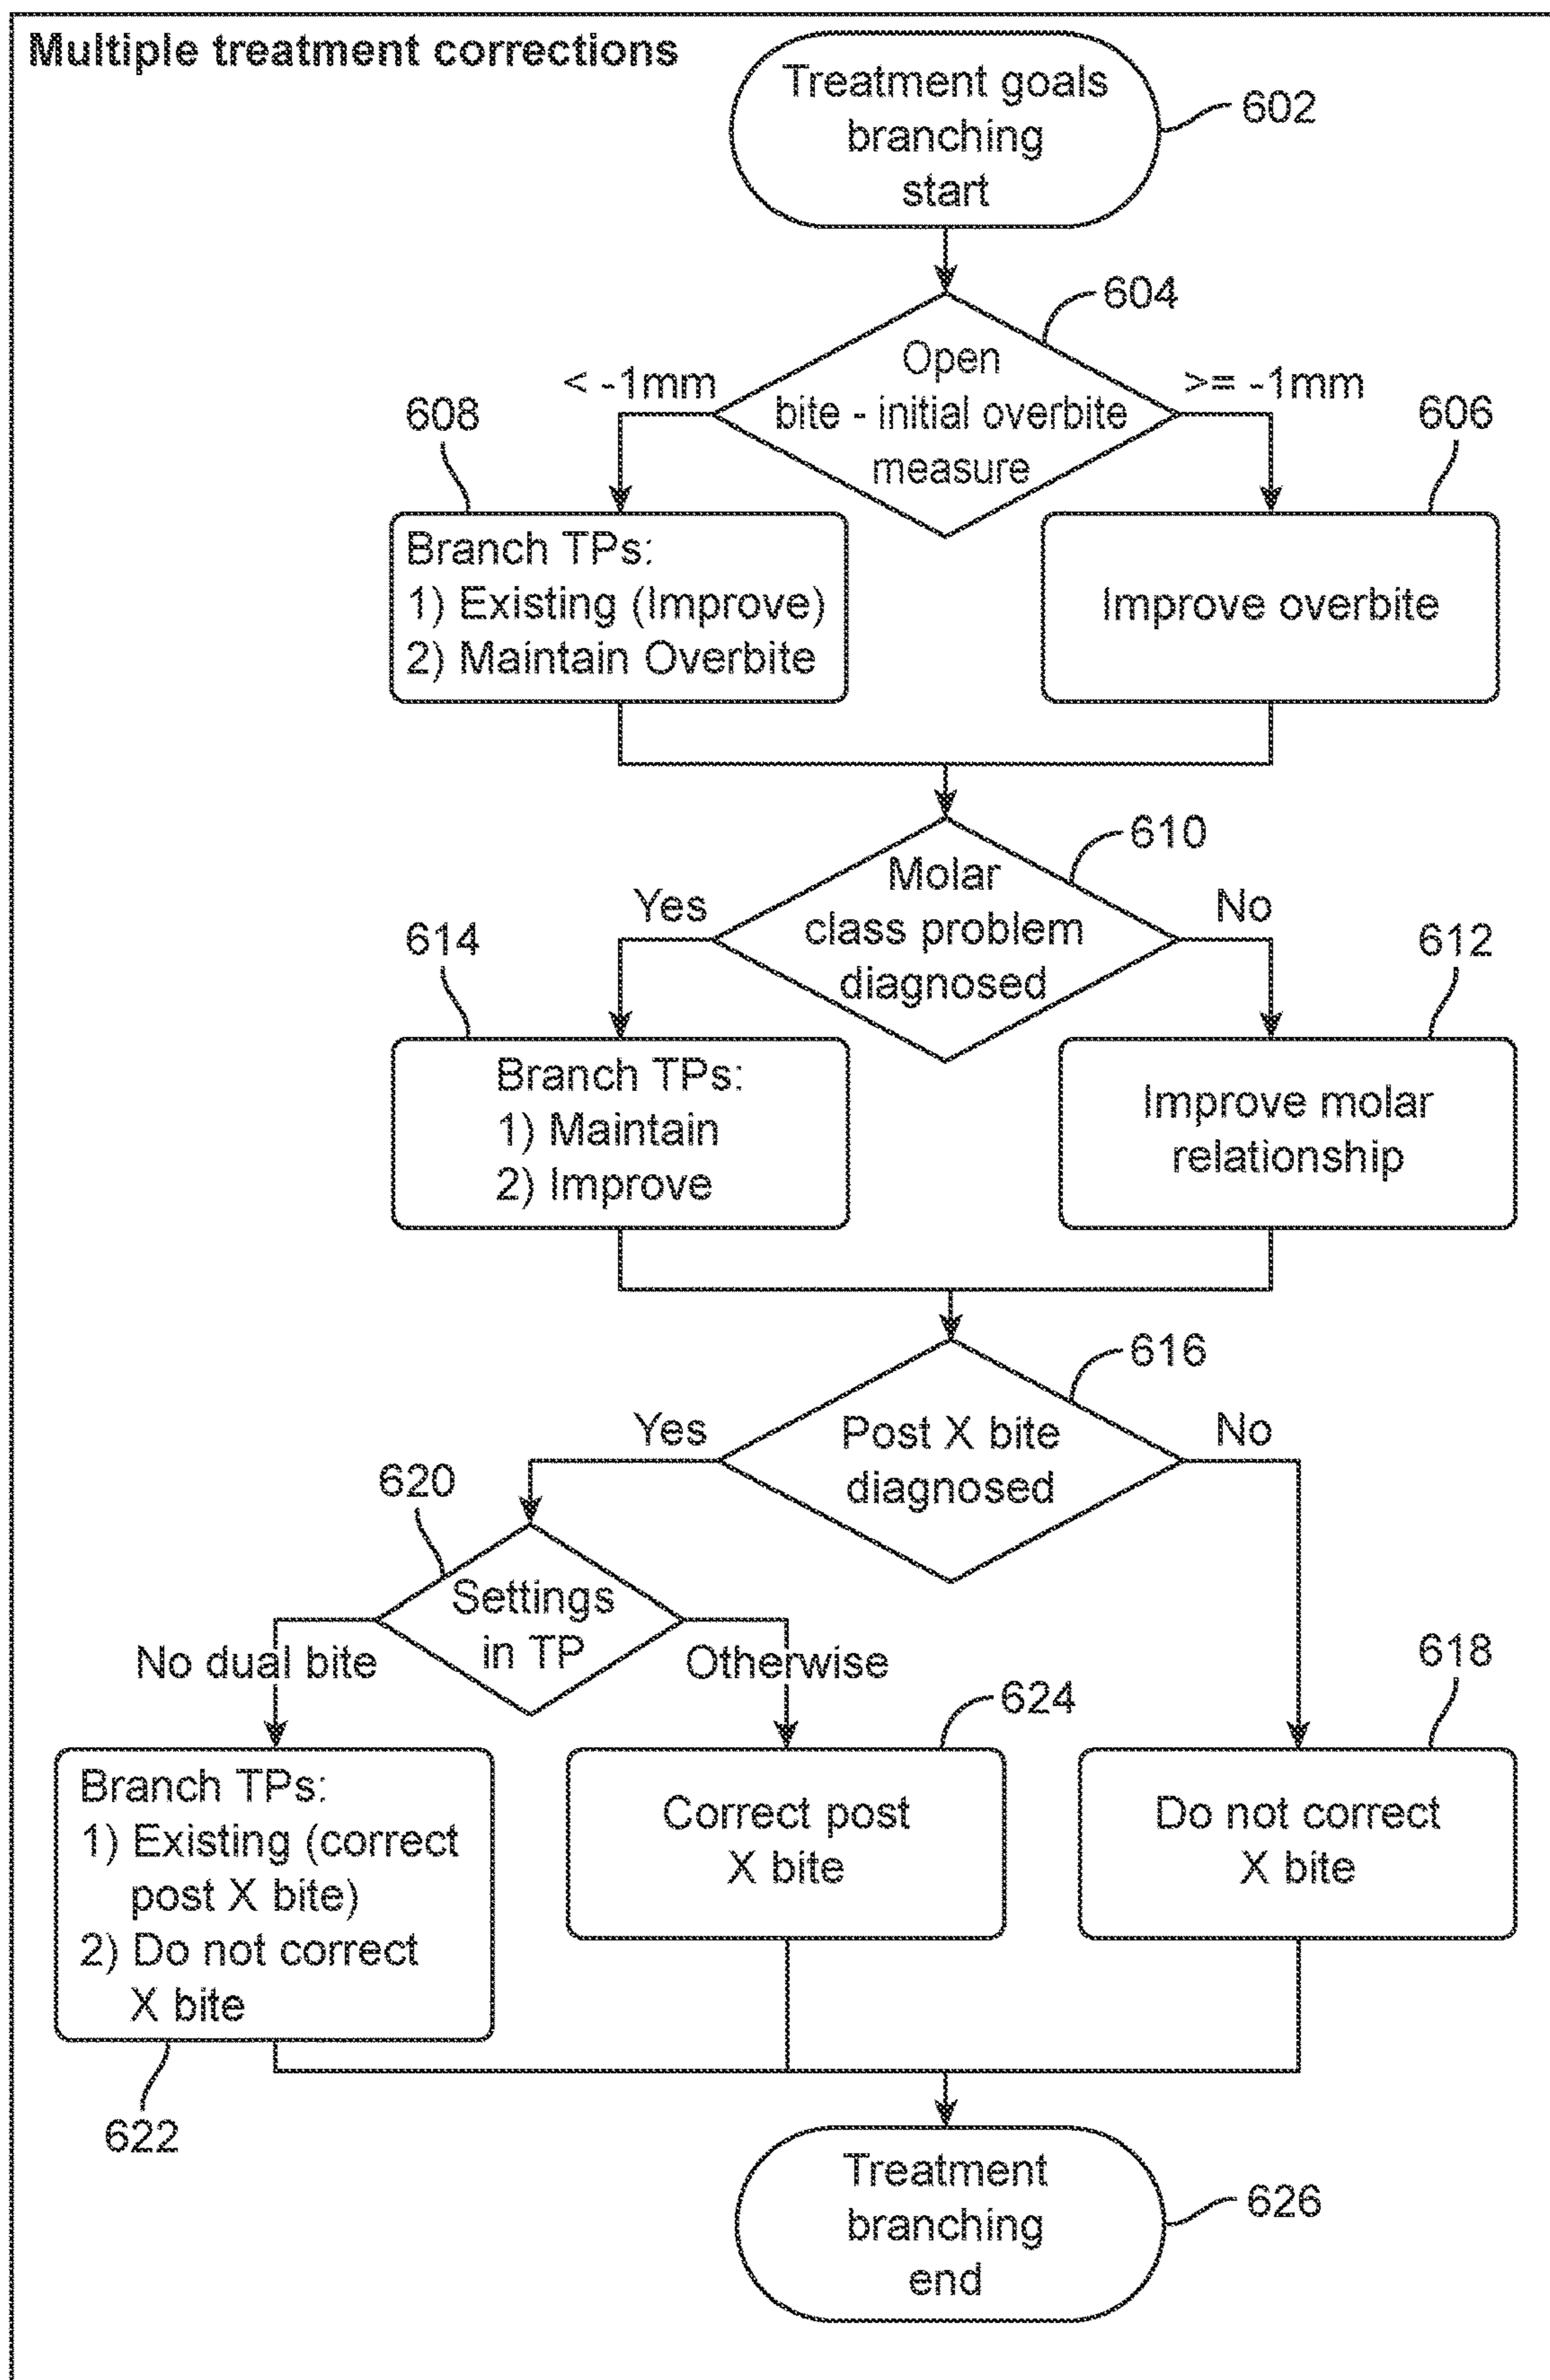 Multiple treatment corrections
Treatment goals
branching
start
602
604
Open
bite - initial overbite
measure
< -1mm
>= -1mm
608
606
Branch TPs:
1) Existing (Improve)
2) Maintain Overbite
Improve overbite
610
Molar
class problem
diagnosed
Yes
No
614
612
Branch TPs:
1) Maintain
2) Improve
Improve molar
relationship
616
Post X bite
diagnosed
Yes
No
620
Settings
in TP
No dual bite
Otherwise
624
618
Branch TPs:
1) Existing (correct
post X bite)
2) Do not correct
X bite
Correct post
X bite
Do not correct
X bite
622
Treatment
branching
end
626